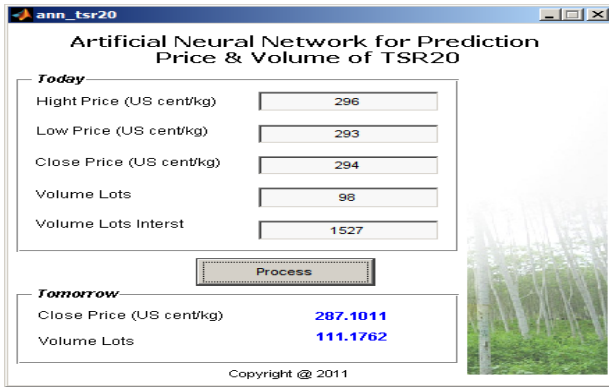 ann_tsr20
Artificial Neural Network for Prediction
Price & Volume of TSR20
Today
Hight Price (US cent/kg) 296
Low Price (US cent/kg) 293
Close Price (US cent/kg) 294
Volume Lots 98
Volume Lots Interst 1527
Process
Tomorrow
Close Price (US cent/kg) 287.1011
Volume Lots 111.1762
Copyright @ 2011